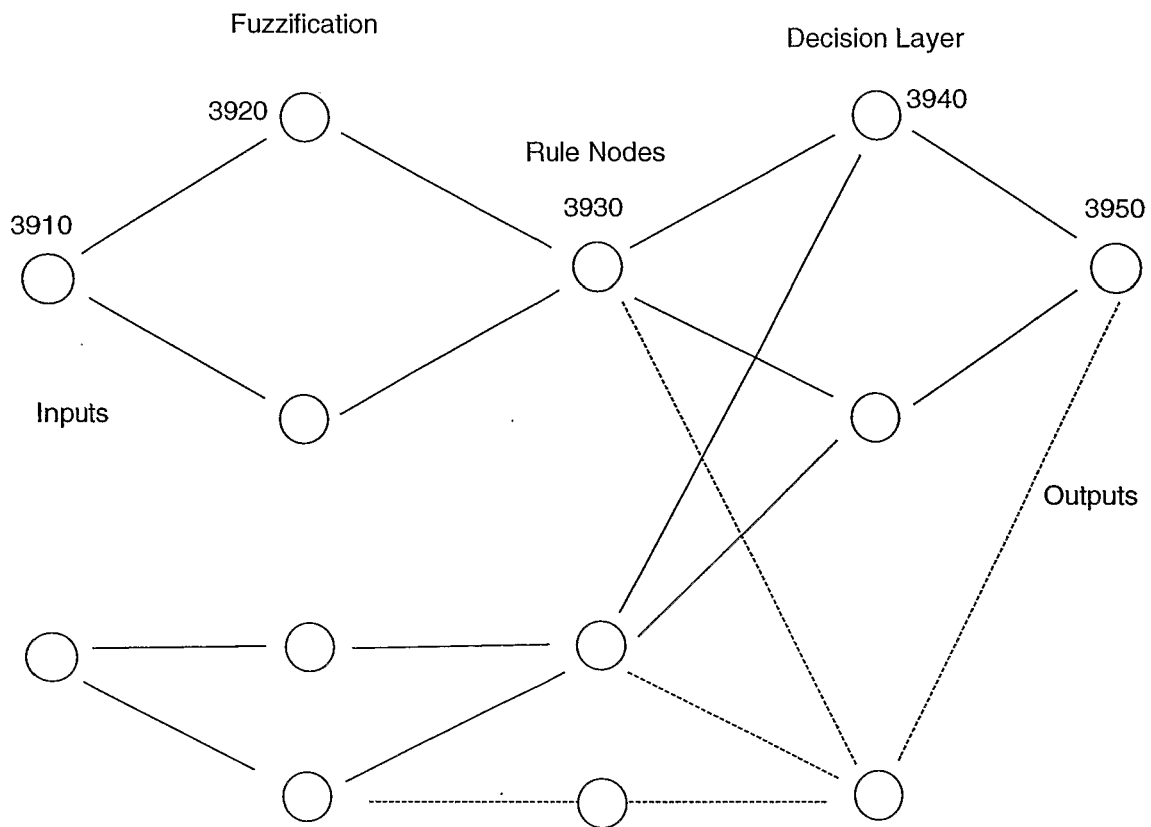 Fuzzification
Decision Layer
3920
3940
Rule Nodes
3910
3930
3950
Inputs
Outputs